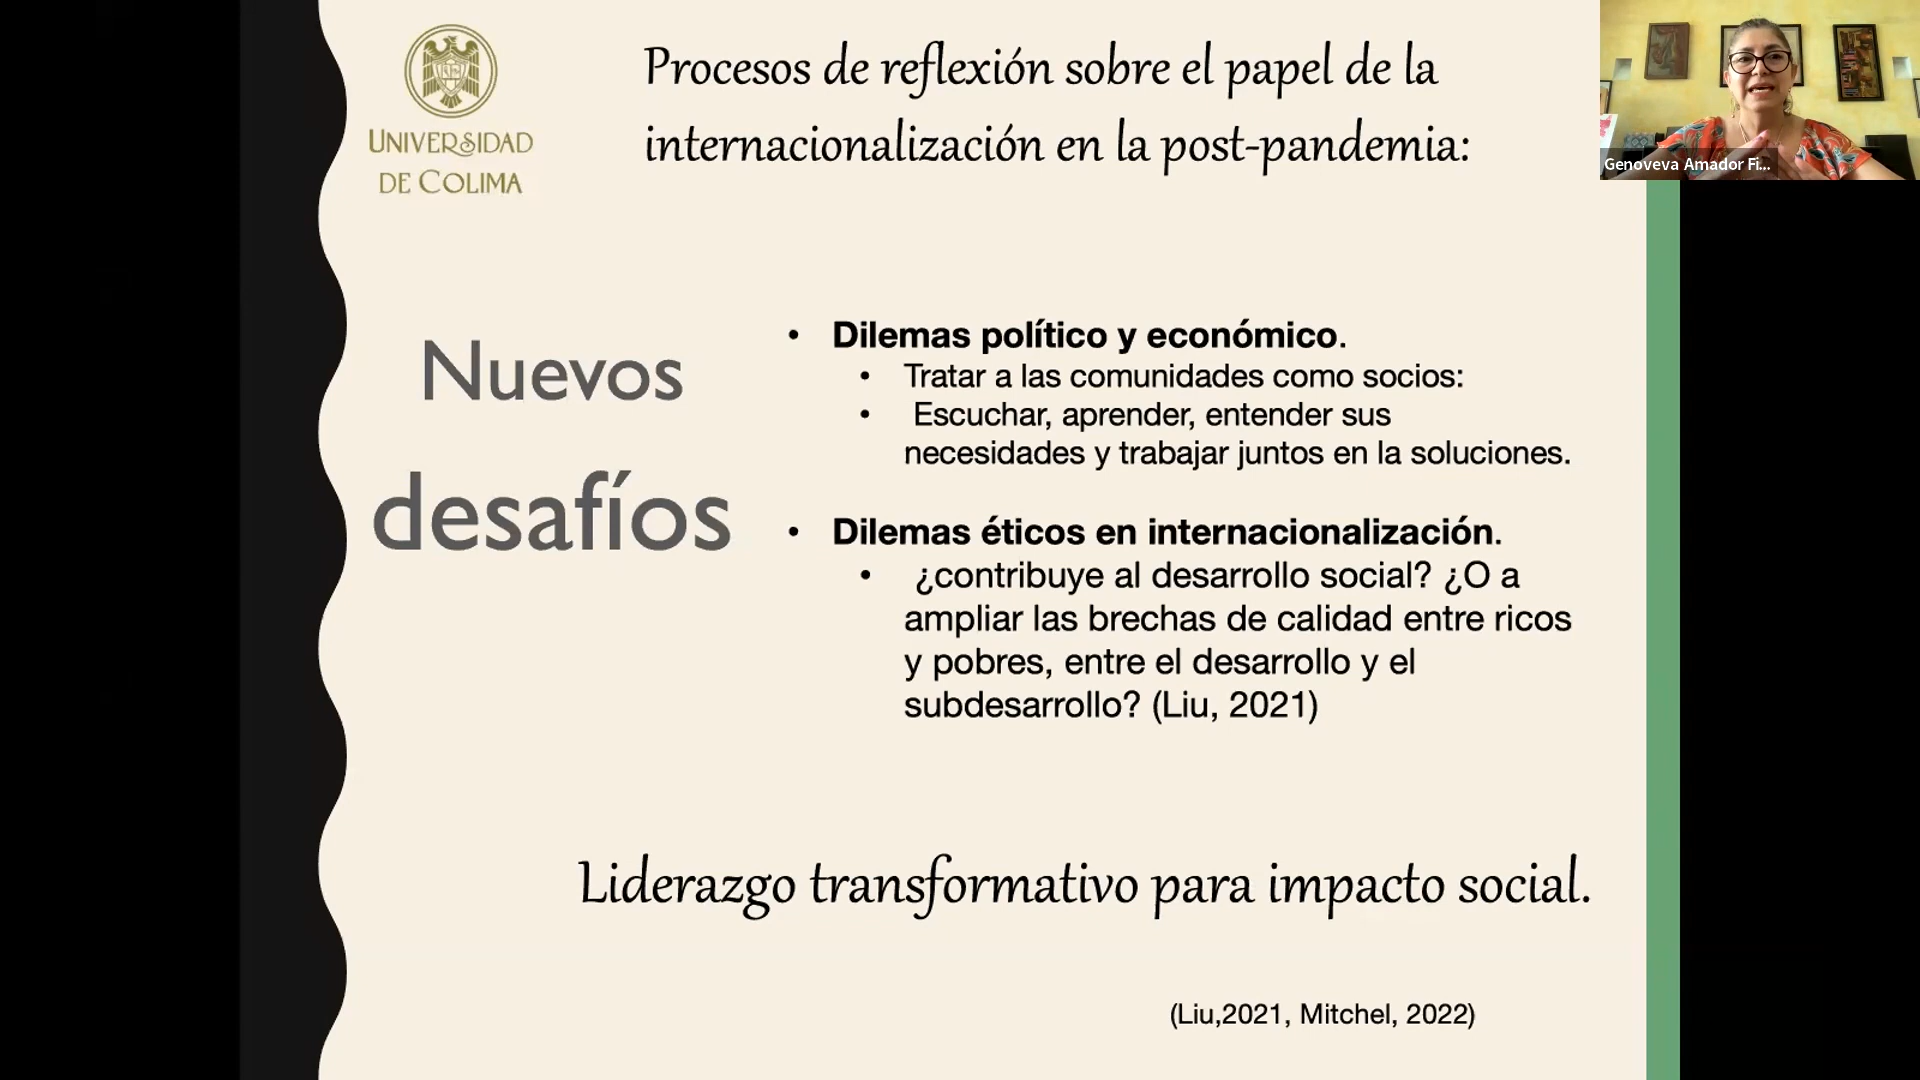 UNIVERSIDAD
DE COLIMA
Procesos de reflexión sobre el papel de la
internacionalización en la post-pandemia:
Genoveva Amador Fi...
Nuevos
desafíos
• Dilemas político y económico.
• Tratar a las comunidades como socios:
• Escuchar, aprender, entender sus
necesidades y trabajar juntos en la soluciones.
• Dilemas éticos en internacionalización.
• ¿contribuye al desarrollo social? ¿O a
ampliar las brechas de calidad entre ricos
y pobres, entre el desarrollo y el
subdesarrollo? (Liu, 2021)
Liderazgo transformativo para impacto social.
(Liu,2021, Mitchel, 2022)